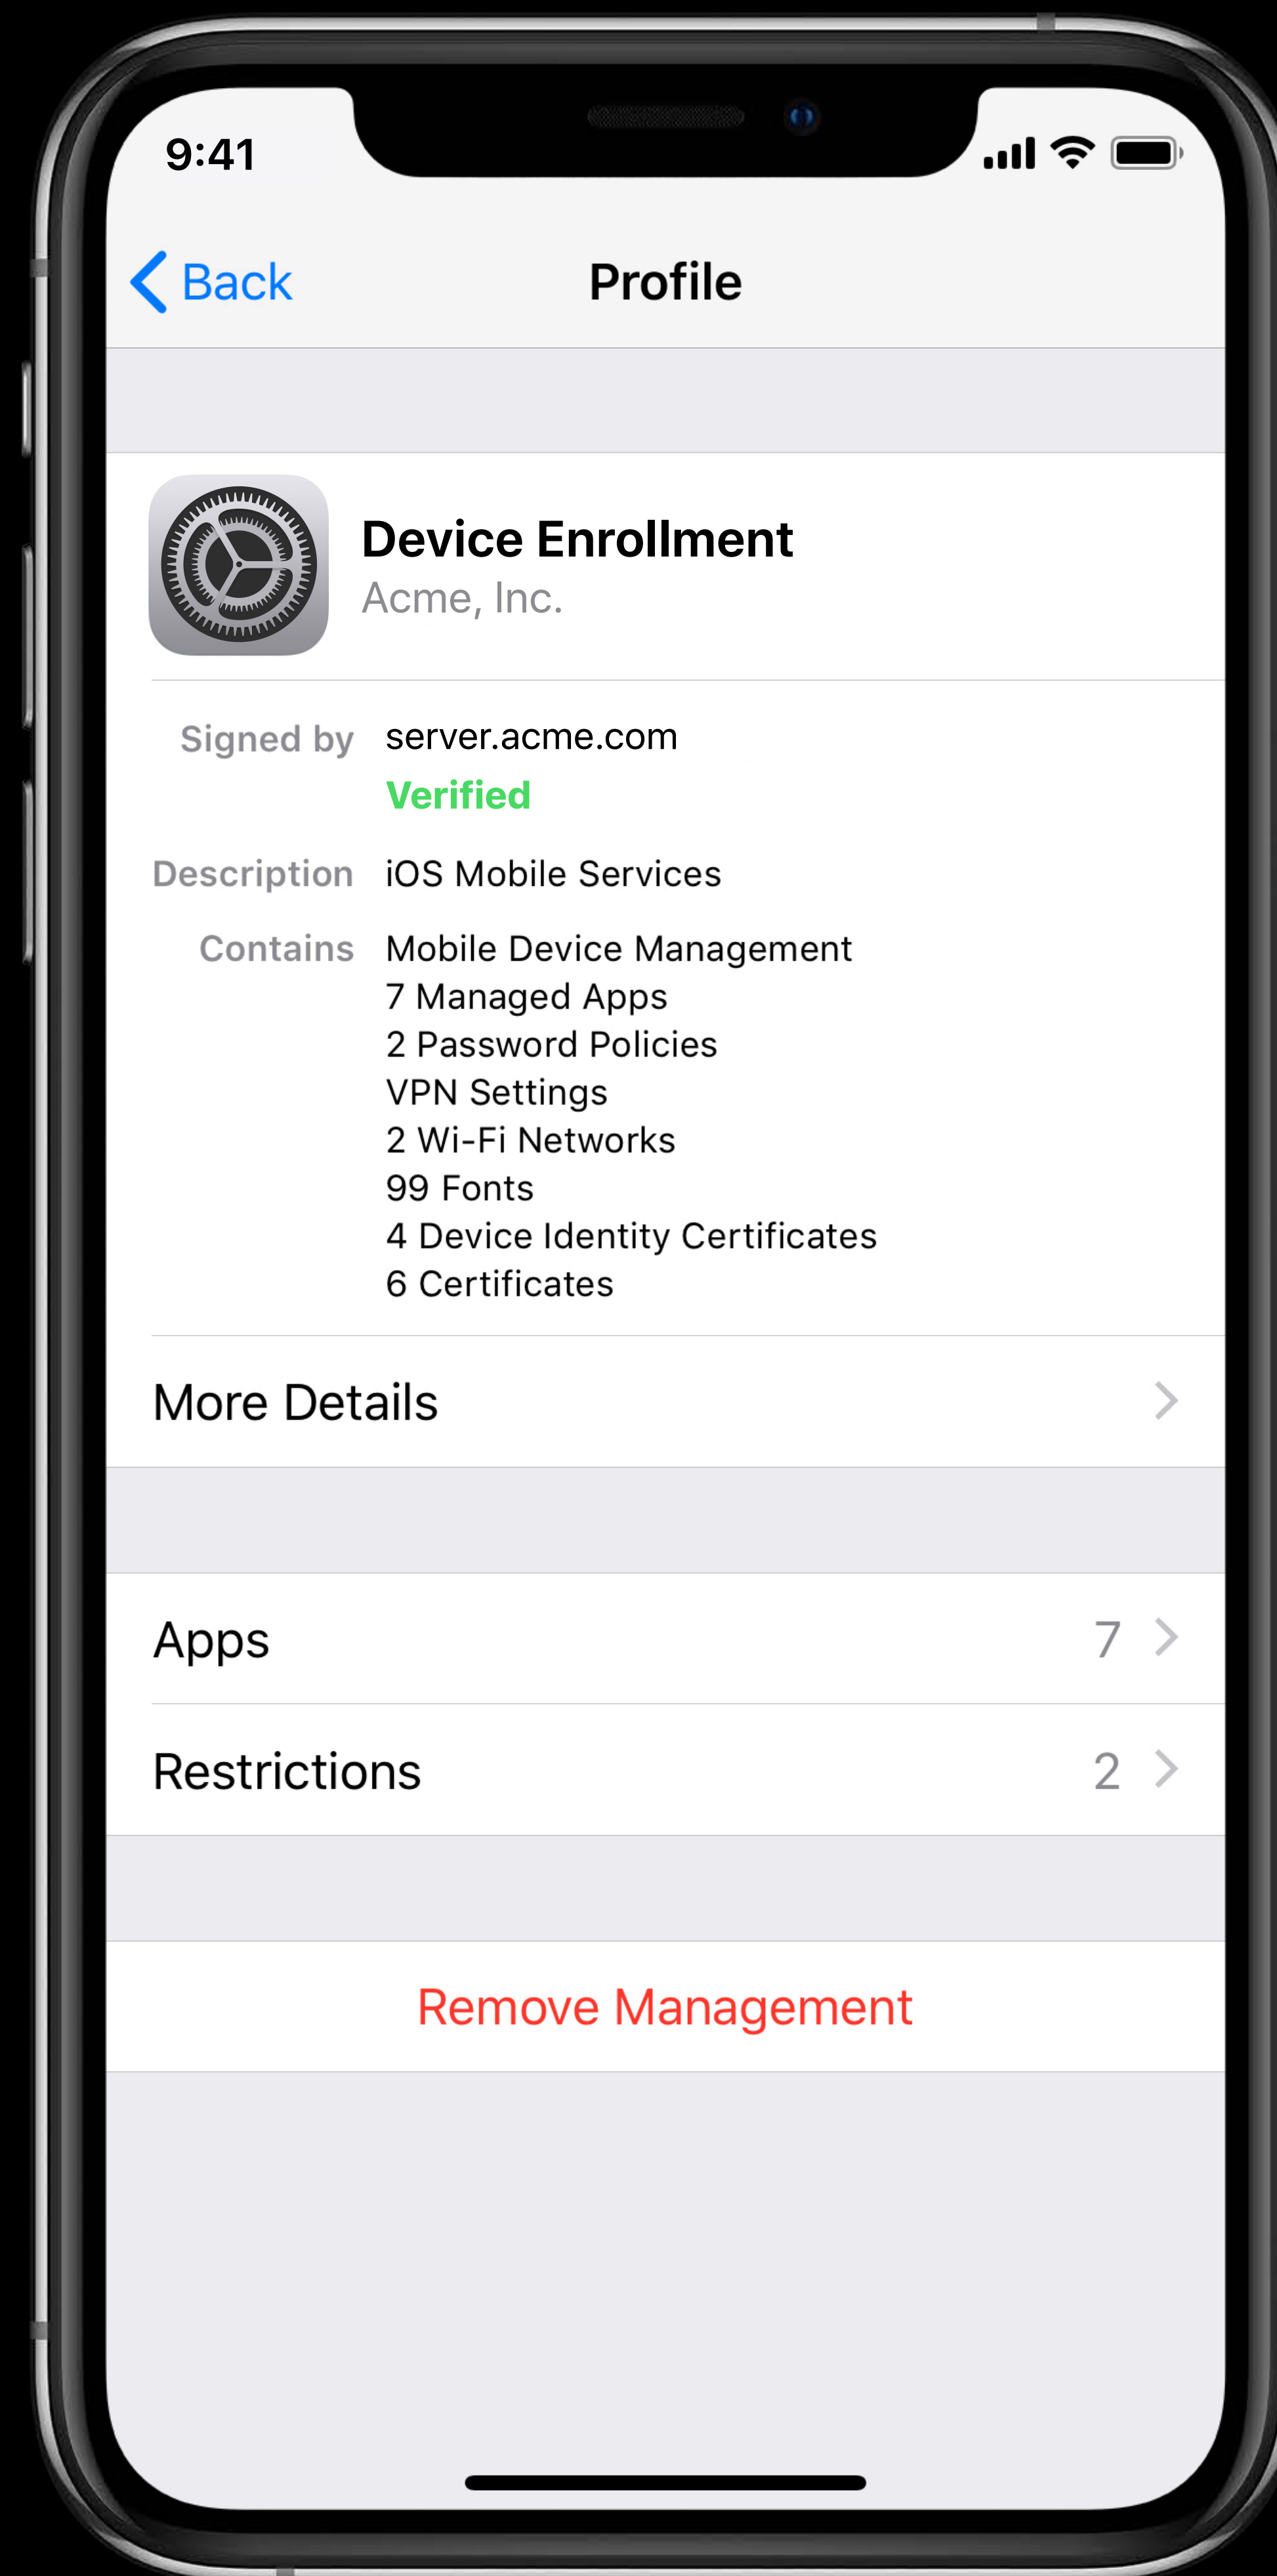 9:41
Back
Profile
Device Enrollment
Acme, Inc.
Signed by server.acme.com
Verified
Description iOS Mobile Services
Contains Mobile Device Management
7 Managed Apps
2 Password Policies
VPN Settings
2 Wi-Fi Networks
99 Fonts
4 Device Identity Certificates
6 Certificates
More Details
Apps 7
Restrictions 2
Remove Management